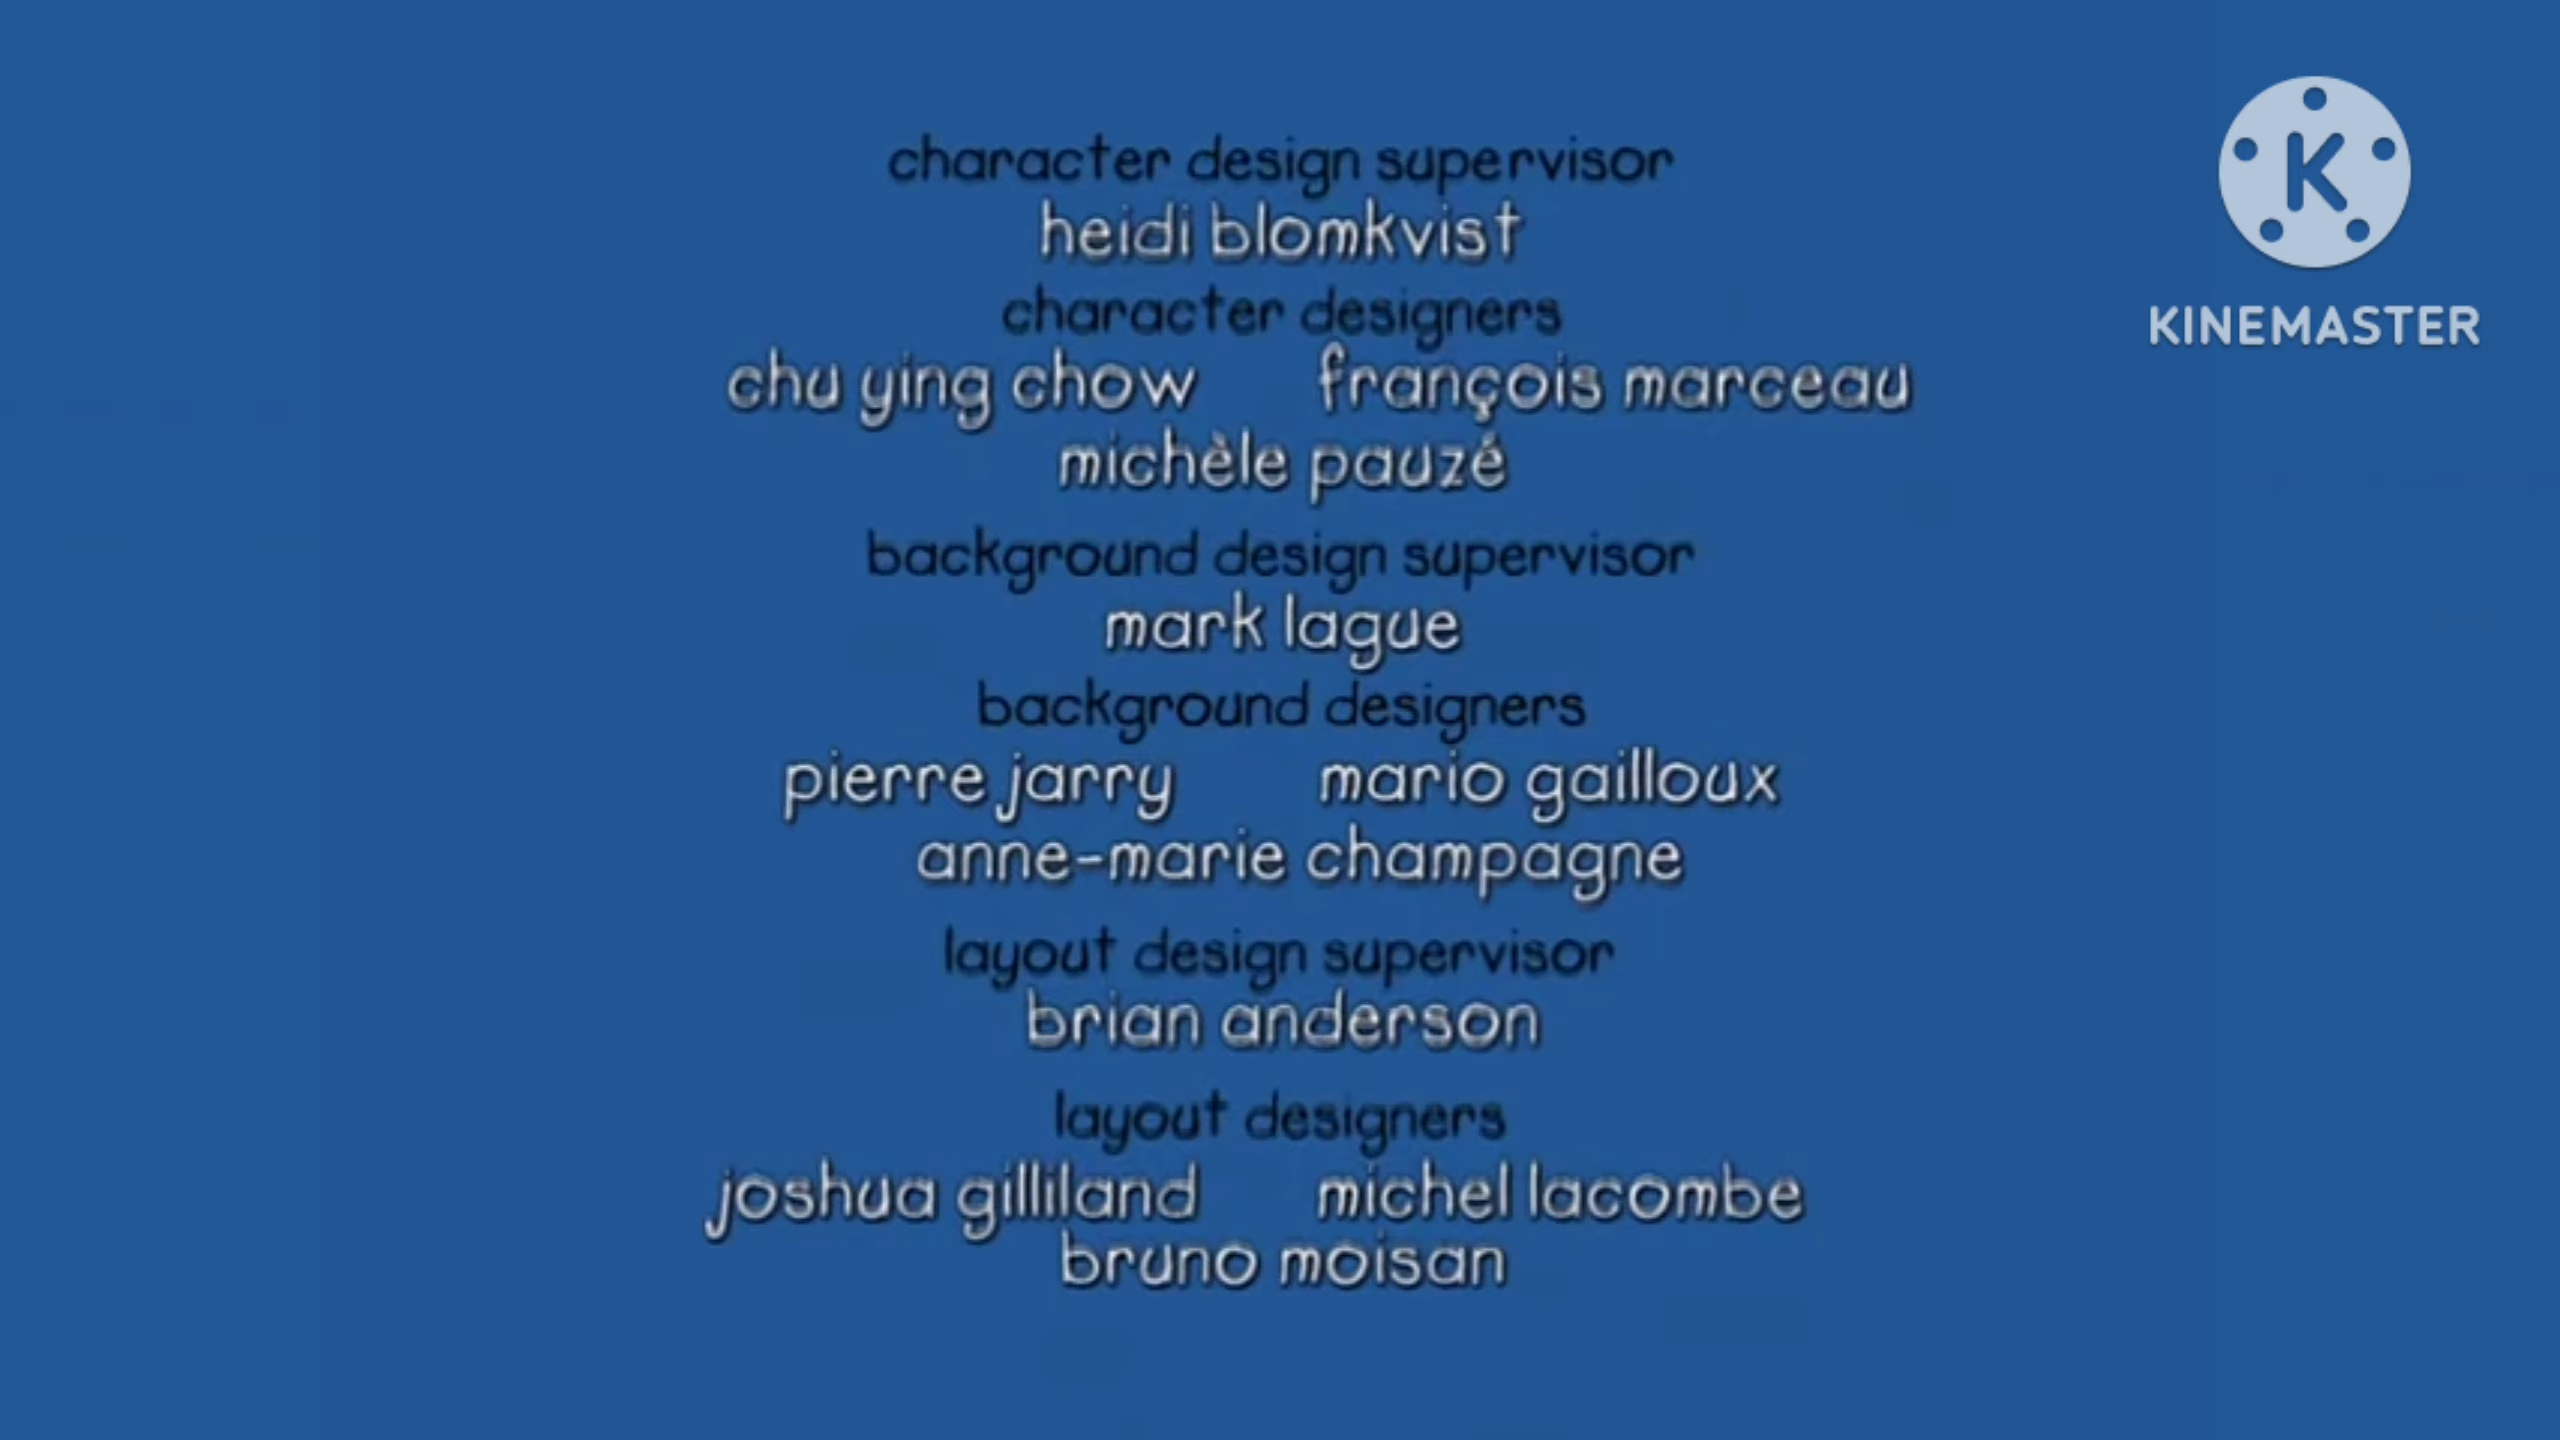 character design supervisor
heidi blomkvist
character designers
chu ying chow françois marceau
michèle pauzé
background design supervisor
mark lague
background designers
pierre jarry mario gailloux
anne-marie champagne
layout design supervisor
brian anderson
layout designers
joshua gilliland michel lacombe
bruno moisan
K
KINEMASTER